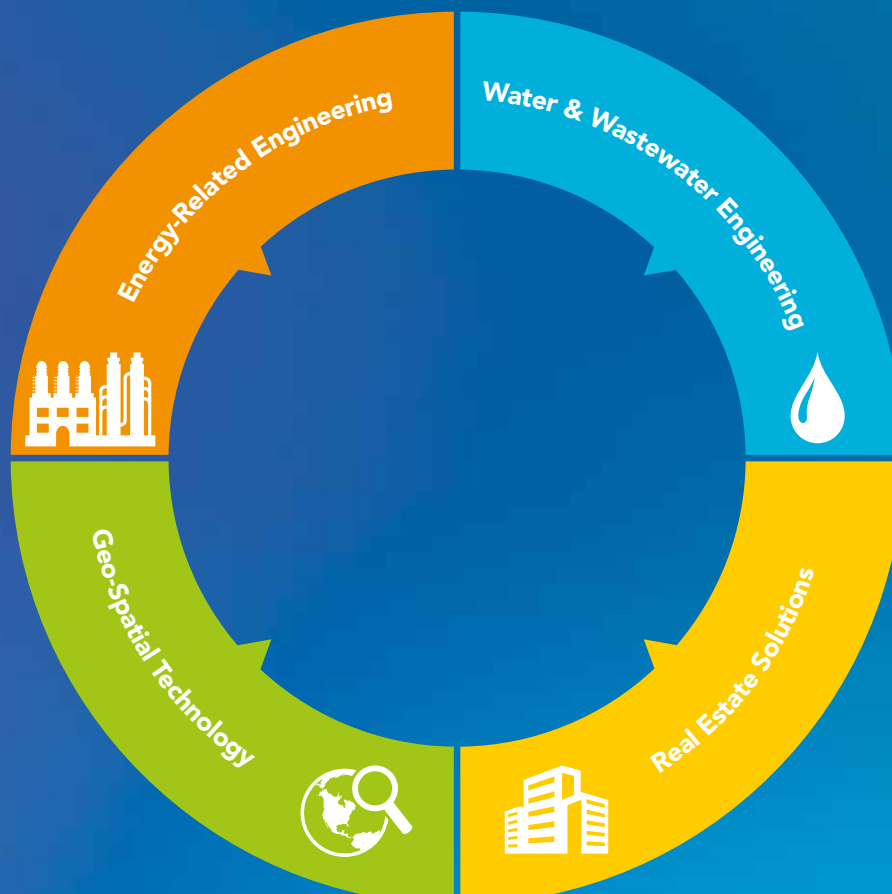 Energy-Related Engineering
Water & Wastewater Engineering
Geo-Spatial Technology
Real Estate Solutions